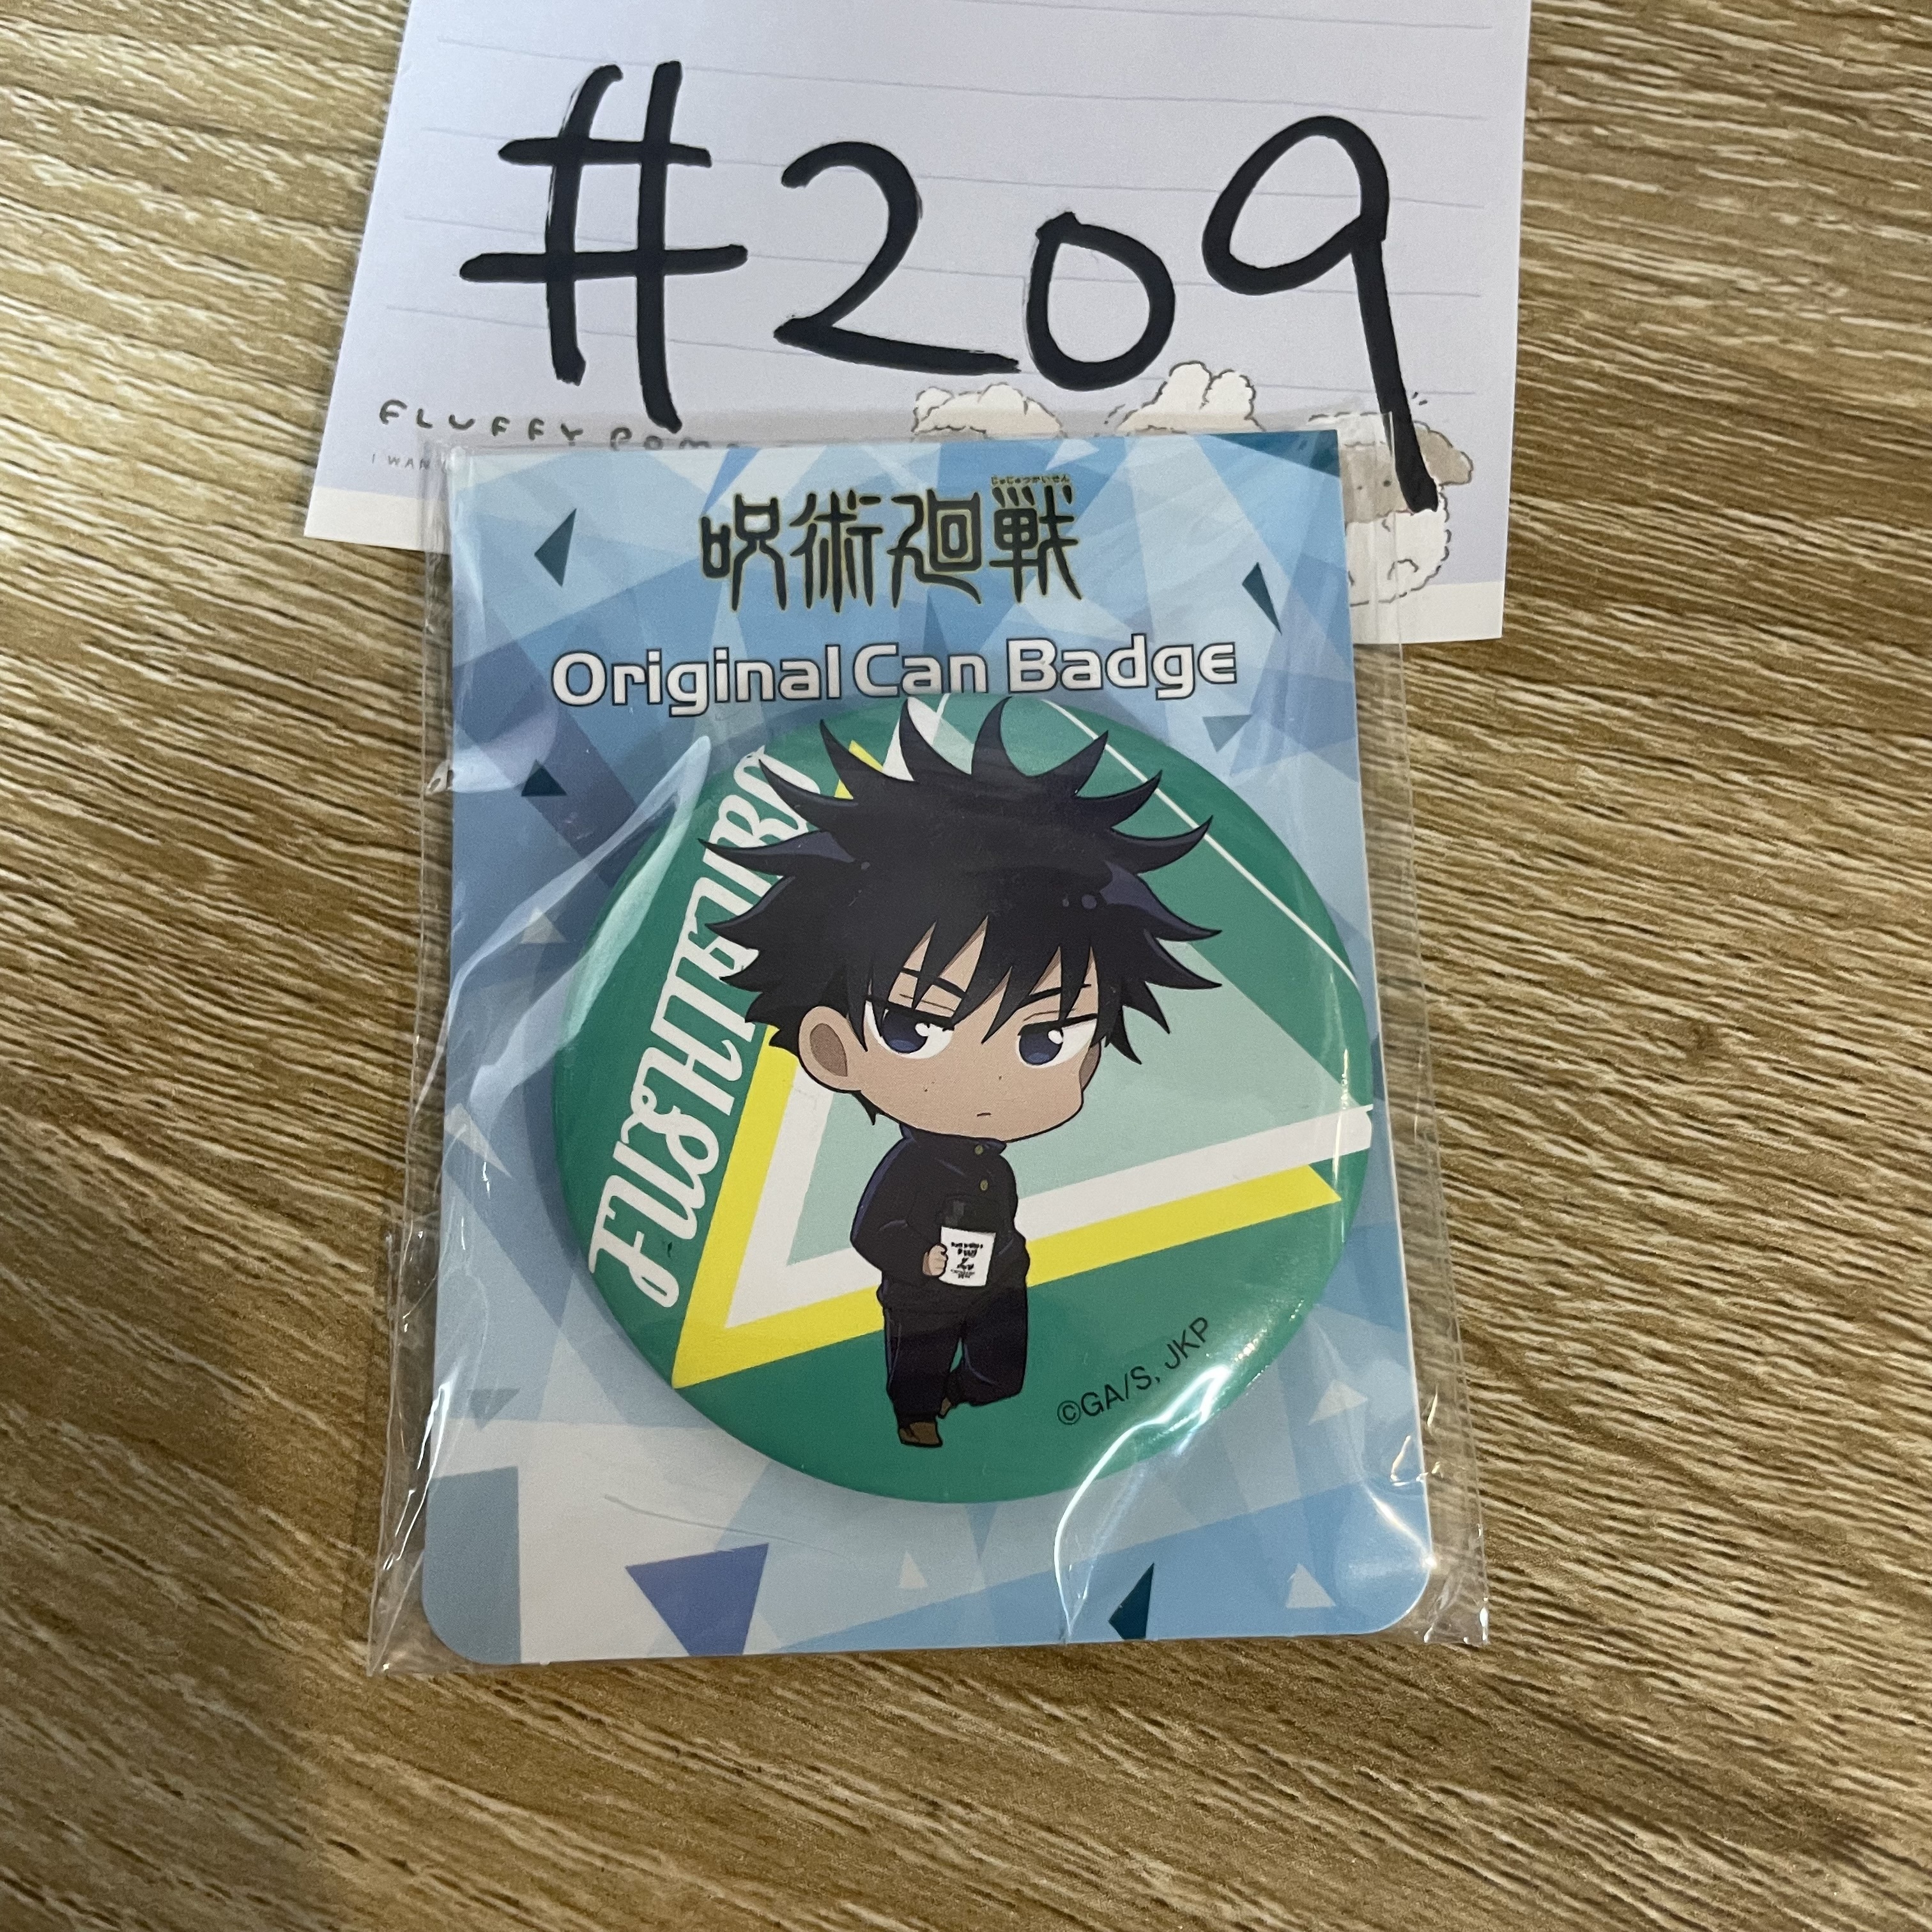 #209
FLUFFY
I WAN
じゅじゅつかいせん
呪術廻戦
Original Can Badge
FUSHIGURO
©GA/S, JKP